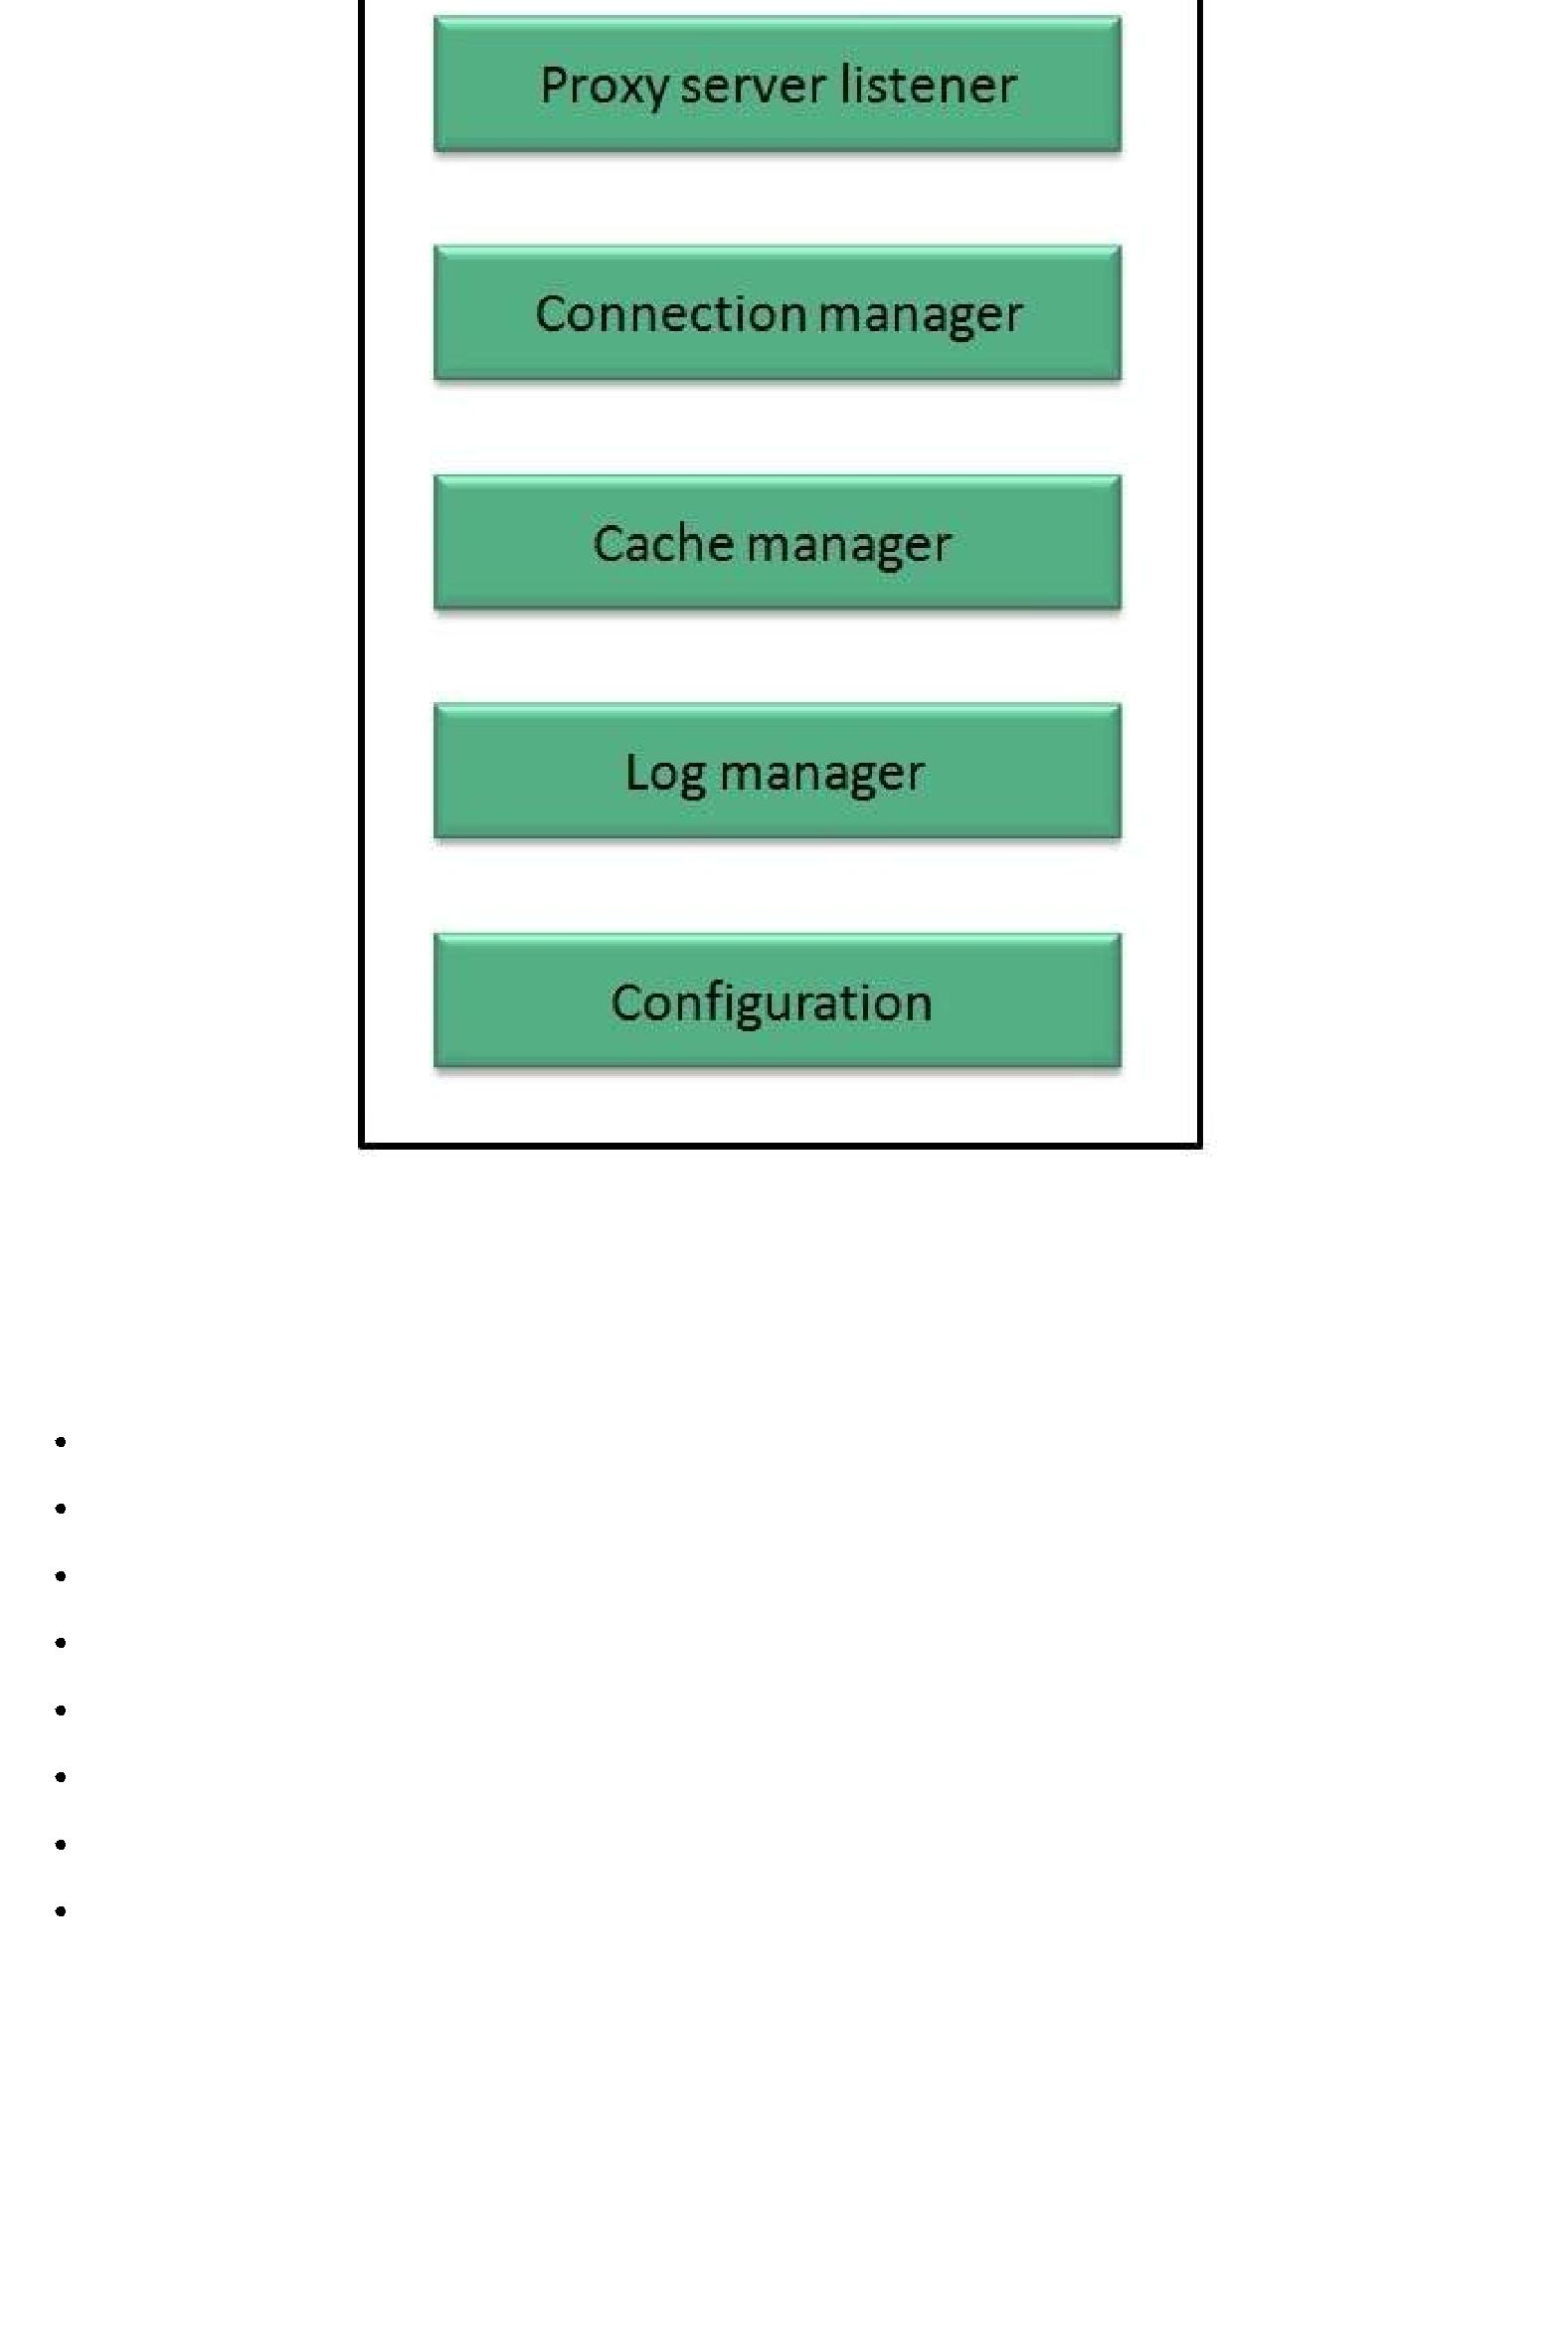 Proxy server listener
Connection manager
Cache manager
Log manager
Configuration